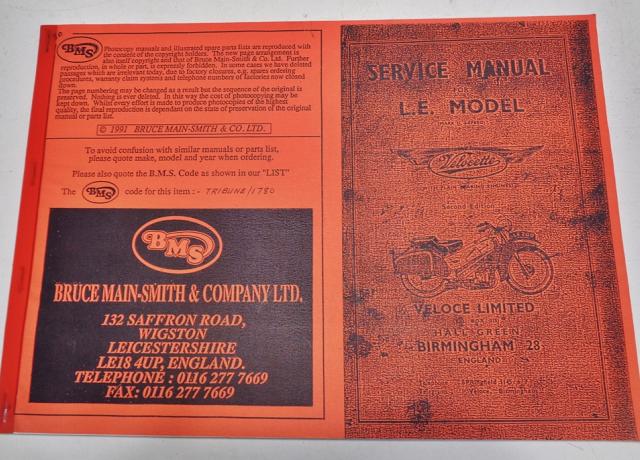 BMS
Photocopy manuals and illustrated spare parts lists are reproduced with
the consent of the copyright holders. The new page arrangement is
also itself copyright and that of Bruce Main-Smith & Co. Ltd. Further
reproduction, in whole or part, is expressly forbidden. In some cases we have deleted
passages which are irrelevant today, due to factory closures, e.g. spares ordering
procedures, warranty claim systems and telephone numbers of factories now closed
down.
The page numbering may be changed as a result but the sequence of the original is
preserved. Nothing is ever deleted. In this way the cost of photocopying may be
kept down. Whilst every effort is made to produce photocopies of the highest
quality, the final reproduction is dependant on the state of preservation of the original
manual or parts list.
© 1991 BRUCE MAIN-SMITH & CO. LTD.
To avoid confusion with similar manuals or parts list,
please quote make, model and year when ordering.
Please also quote the B.M.S. Code as shown in our "LIST"
The BMS code for this item :- TRIBUNE/1780
BMS
BRUCE MAIN-SMITH & COMPANY LTD.
132 SAFFRON ROAD,
WIGSTON
LEICESTERSHIRE
LE18 4UP, ENGLAND.
TELEPHONE : 0116 277 7669
FAX: 0116 277 7669
SERVICE MANUAL
FOR
L.E. MODEL
Velocette
Second Edition
VELOCE LIMITED
HALL GREEN
BIRMINGHAM 28
ENGLAND